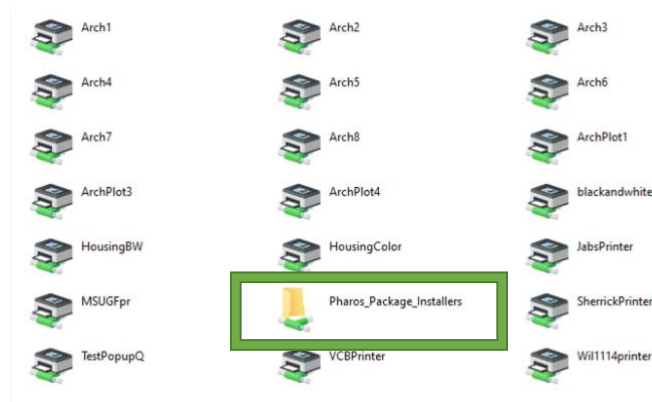 Arch1
Arch2
Arch3
Arch4
Arch5
Arch6
Arch7
Arch8
ArchPlot1
ArchPlot3
ArchPlot4
blackandwhite
HousingBW
HousingColor
JabsPrinter
MSUGFpr
Pharos_Package_Installers
SherrickPrinter
TestPopupQ
VCBPrinter
Wil1114printer